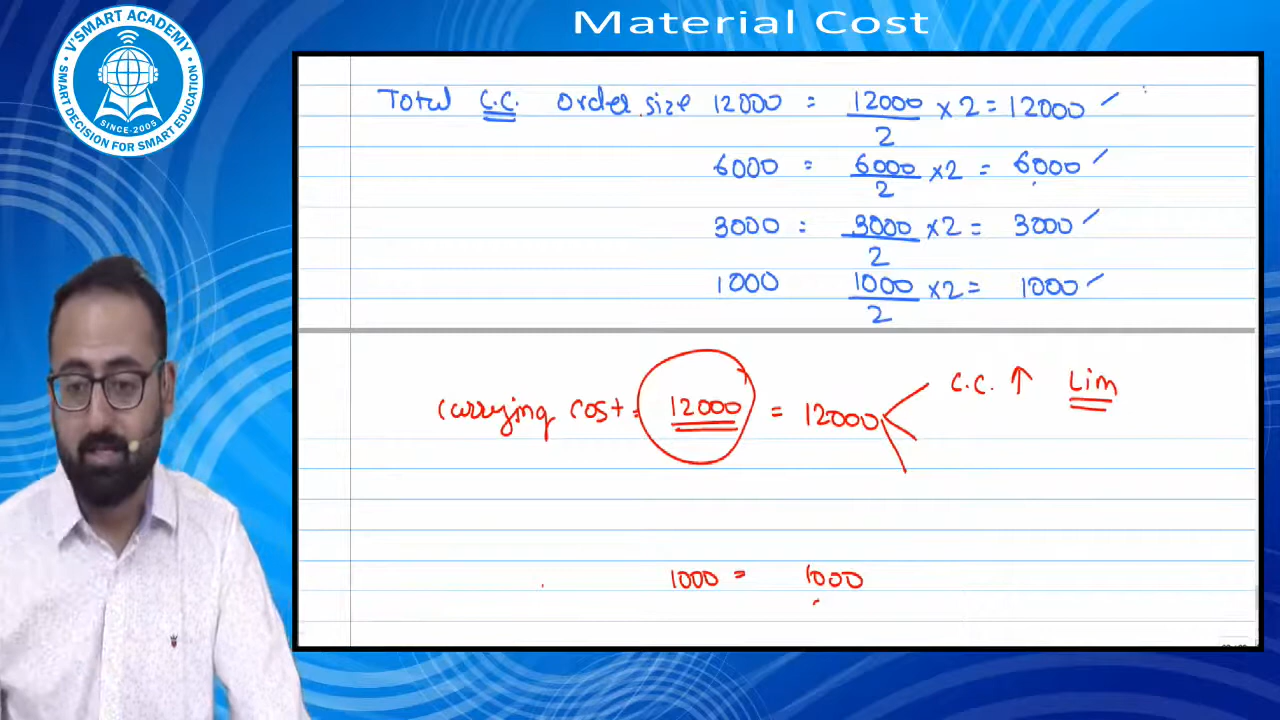 Material Cost
V'SMART ACADEMY
SINCE-2005
SMART DECISION FOR SMART EDUCATION
Total C.C. order size 12000 = 12000/2 × 2 = 12000 ✓
6000 = 6000/2 × 2 = 6000 ✓
3000 = 3000/2 × 2 = 3000 ✓
1000 1000/2 × 2 = 1000 ✓
carrying cost = 12000 = 12000 C.C. ↑ Lim
1000 = 1000